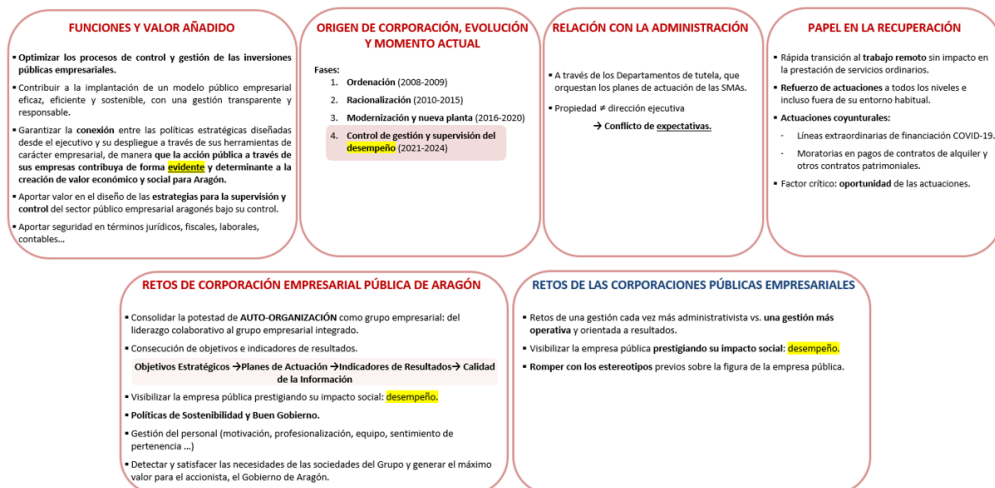 FUNCIONES Y VALOR AÑADIDO
▪ Optimizar los procesos de control y gestión de las inversiones
públicas empresariales.
▪ Contribuir a la implantación de un modelo público empresarial
eficaz, eficiente y sostenible, con una gestión transparente y
responsable.
▪ Garantizar la conexión entre las políticas estratégicas diseñadas
desde el ejecutivo y su despliegue a través de sus herramientas de
carácter empresarial, de manera que la acción pública a través de
sus empresas contribuya de forma evidente y determinante a la
creación de valor económico y social para Aragón.
▪ Aportar valor en el diseño de las estrategias para la supervisión y
control del sector público empresarial aragonés bajo su control.
▪ Aportar seguridad en términos jurídicos, fiscales, laborales,
contables…
ORIGEN DE CORPORACIÓN, EVOLUCIÓN
Y MOMENTO ACTUAL
Fases:
1. Ordenación (2008-2009)
2. Racionalización (2010-2015)
3. Modernización y nueva planta (2016-2020)
4. Control de gestión y supervisión del
desempeño (2021-2024)
RELACIÓN CON LA ADMINISTRACIÓN
▪ A través de los Departamentos de tutela, que
orquestan los planes de actuación de las SMAs.
▪ Propiedad ≠ dirección ejecutiva
→ Conflicto de expectativas.
PAPEL EN LA RECUPERACIÓN
▪ Rápida transición al trabajo remoto sin impacto en
la prestación de servicios ordinarios.
▪ Refuerzo de actuaciones a todos los niveles e
incluso fuera de su entorno habitual.
▪ Actuaciones coyunturales:
- Líneas extraordinarias de financiación COVID-19.
- Moratorias en pagos de contratos de alquiler y
otros contratos patrimoniales.
▪ Factor crítico: oportunidad de las actuaciones.
RETOS DE CORPORACIÓN EMPRESARIAL PÚBLICA DE ARAGÓN
▪ Consolidar la potestad de AUTO-ORGANIZACIÓN como grupo empresarial: del
liderazgo colaborativo al grupo empresarial integrado.
▪ Consecución de objetivos e indicadores de resultados.
Objetivos Estratégicos →Planes de Actuación →Indicadores de Resultados→ Calidad
de la Información
▪ Visibilizar la empresa pública prestigiando su impacto social: desempeño.
▪ Políticas de Sostenibilidad y Buen Gobierno.
▪ Gestión del personal (motivación, profesionalización, equipo, sentimiento de
pertenencia …)
▪ Detectar y satisfacer las necesidades de las sociedades del Grupo y generar el máximo
valor para el accionista, el Gobierno de Aragón.
RETOS DE LAS CORPORACIONES PÚBLICAS EMPRESARIALES
▪ Retos de una gestión cada vez más administrativista vs. una gestión más
operativa y orientada a resultados.
▪ Visibilizar la empresa pública prestigiando su impacto social: desempeño.
▪ Romper con los estereotipos previos sobre la figura de la empresa pública.